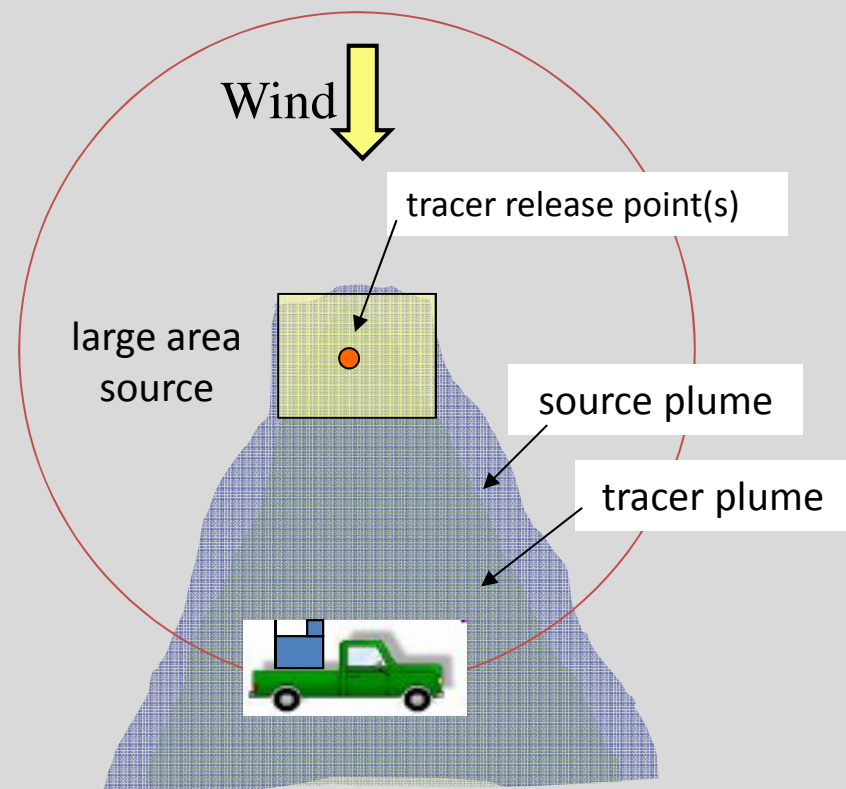 Wind
tracer release point(s)
large area
source
source plume
tracer plume